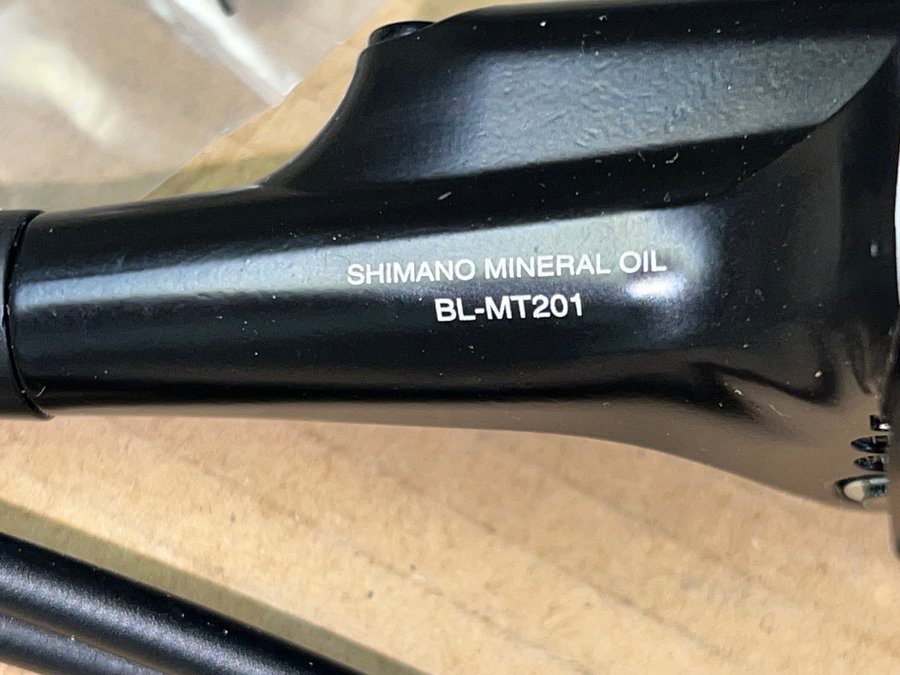 SHIMANO MINERAL OIL
BL-MT201